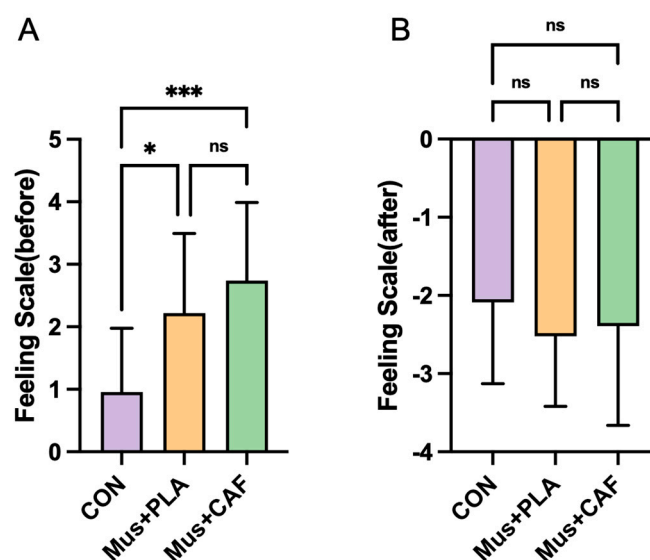 A
***
*
ns
Feeling Scale(before)
5
4
3
2
1
0
CON
Mus+PLA
Mus+CAF
B
ns
ns
ns
Feeling Scale(after)
0
-1
-2
-3
-4
CON
Mus+PLA
Mus+CAF